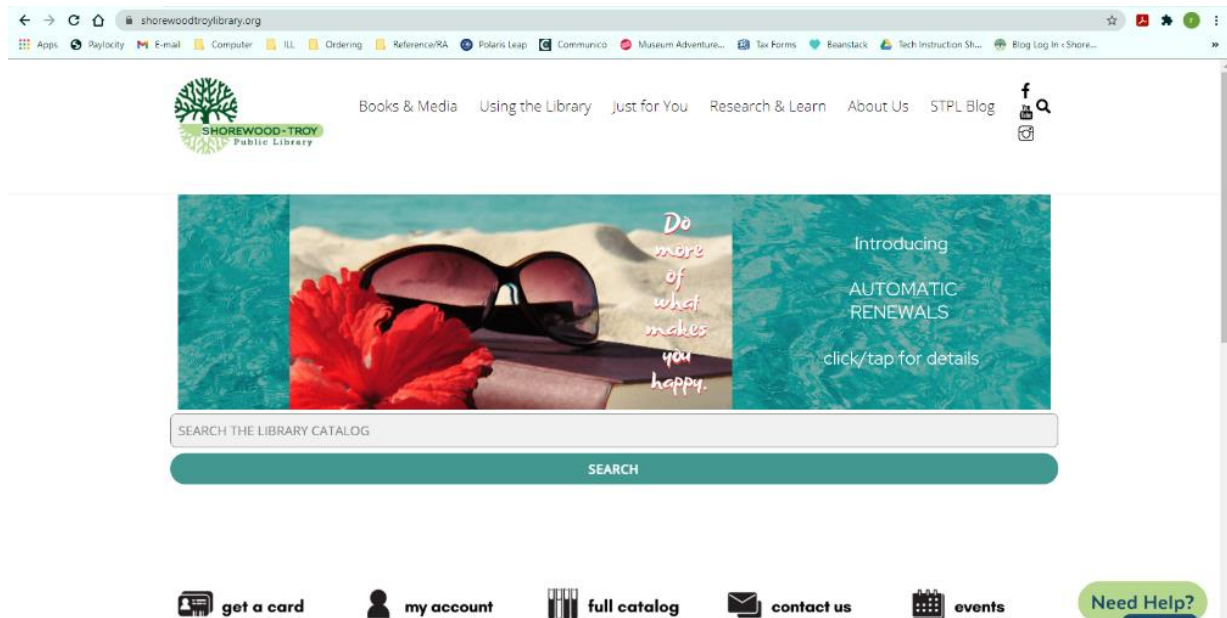 shorewoodtroylibrary.org
Apps Paylocity E-mail Computer ILL Ordering Reference/RA Polaris Leap Communico Museum Adventure... Tax Forms Beanstack Tech Instruction Sh... Blog Log In ‹ Shore... »
SHOREWOOD-TROY
Public Library
Books & Media Using the Library Just for You Research & Learn About Us STPL Blog
You
Tube
Do
more
of
what
makes
you
happy.
Introducing
AUTOMATIC
RENEWALS
click/tap for details
SEARCH THE LIBRARY CATALOG
SEARCH
get a card my account full catalog contact us events
Need Help?